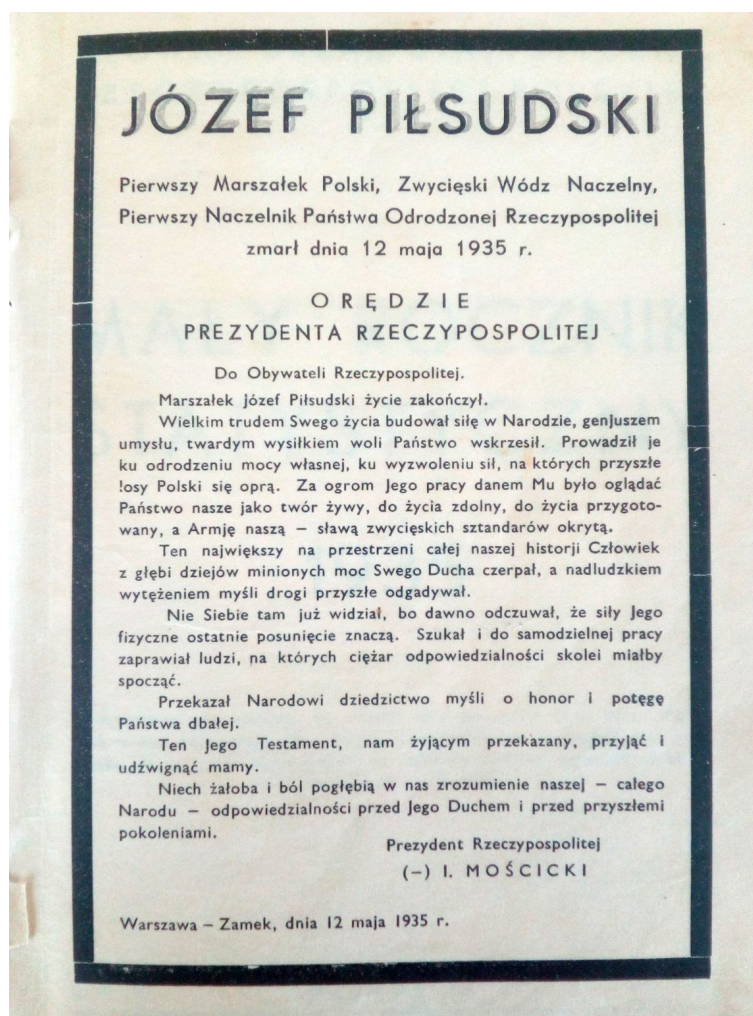 JÓZEF PIŁSUDSKI
Pierwszy Marszałek Polski, Zwycięski Wódz Naczelny,
Pierwszy Naczelnik Państwa Odrodzonej Rzeczypospolitej
zmarł dnia 12 maja 1935 r.
ORĘDZIE
PREZYDENTA RZECZYPOSPOLITEJ
Do Obywateli Rzeczypospolitej.
Marszałek józef Piłsudski życie zakończył.
Wielkim trudem Swego życia budował siłę w Narodzie, genjuszem
umysłu, twardym wysiłkiem woli Państwo wskrzesił. Prowadził je
ku odrodzeniu mocy własnej, ku wyzwoleniu sił, na których przyszłe
losy Polski się oprą. Za ogrom Jego pracy danem Mu było oglądać
Państwo nasze jako twór żywy, do życia zdolny, do życia przygoto-
wany, a Armję naszą – sławą zwycięskich sztandarów okrytą.
Ten największy na przestrzeni całej naszej historji Człowiek
z głębi dziejów minionych moc Swego Ducha czerpał, a nadludzkiem
wytężeniem myśli drogi przyszłe odgadywał.
Nie Siebie tam już widział, bo dawno odczuwał, że siły Jego
fizyczne ostatnie posunięcie znaczą. Szukał i do samodzielnej pracy
zaprawiał ludzi, na których ciężar odpowiedzialności skolei miałby
spocząć.
Przekazał Narodowi dziedzictwo myśli o honor i potęgę
Państwa dbałej.
Ten Jego Testament, nam żyjącym przekazany, przyjąć i
udźwignąć mamy.
Niech żałoba i ból pogłębią w nas zrozumienie naszej – całego
Narodu – odpowiedzialności przed Jego Duchem i przed przyszłemi
pokoleniami.
Prezydent Rzeczypospolitej
(–) I. MOŚCICKI
Warszawa – Zamek, dnia 12 maja 1935 r.